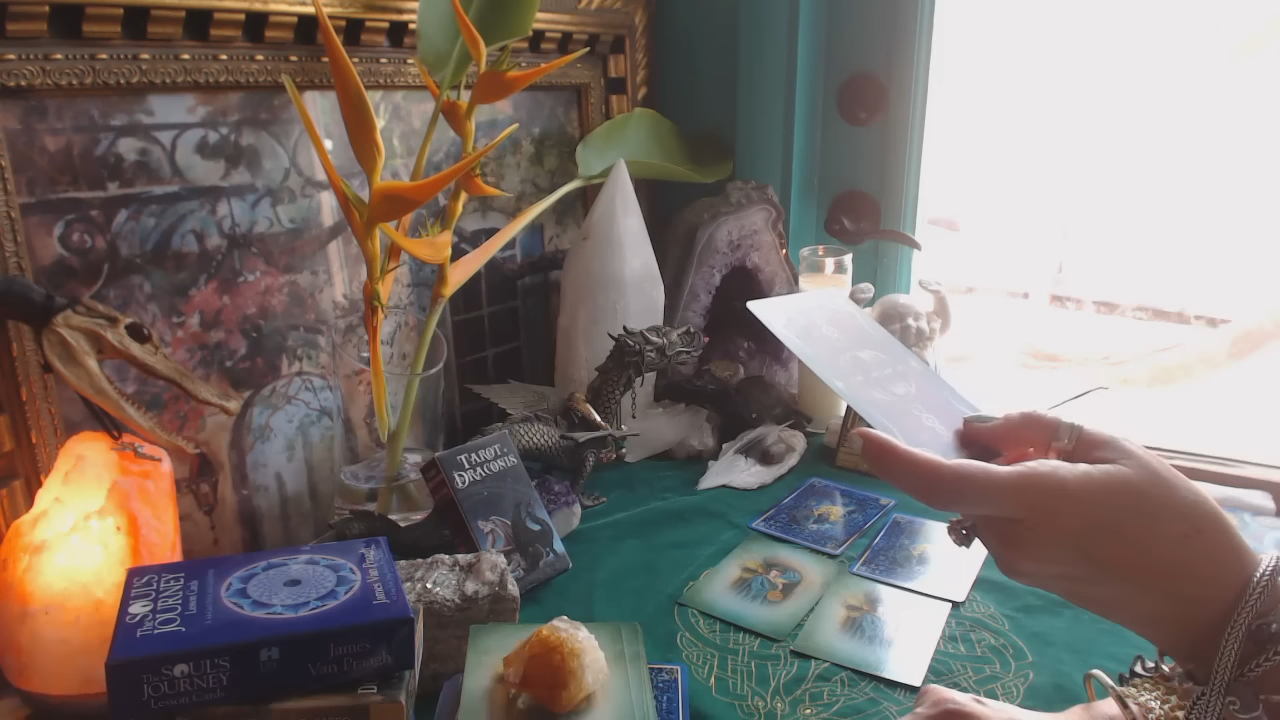 TAROT
DRACONIS
The SOUL'S
JOURNEY
Lesson Cards
James Van Praagh
The SOUL'S
JOURNEY
Lesson Cards
James
Van Praagh